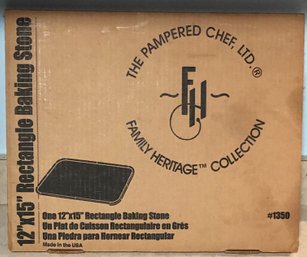 12"x15" Rectangle Baking Stone
THE PAMPERED CHEF, LTD.®
FH
FAMILY HERITAGE™ COLLECTION
One 12"x15" Rectangle Baking Stone
Un Plat de Cuisson Rectangulaire en Grès
Una Piedra para Hornear Rectangular
Made in the USA
#1350